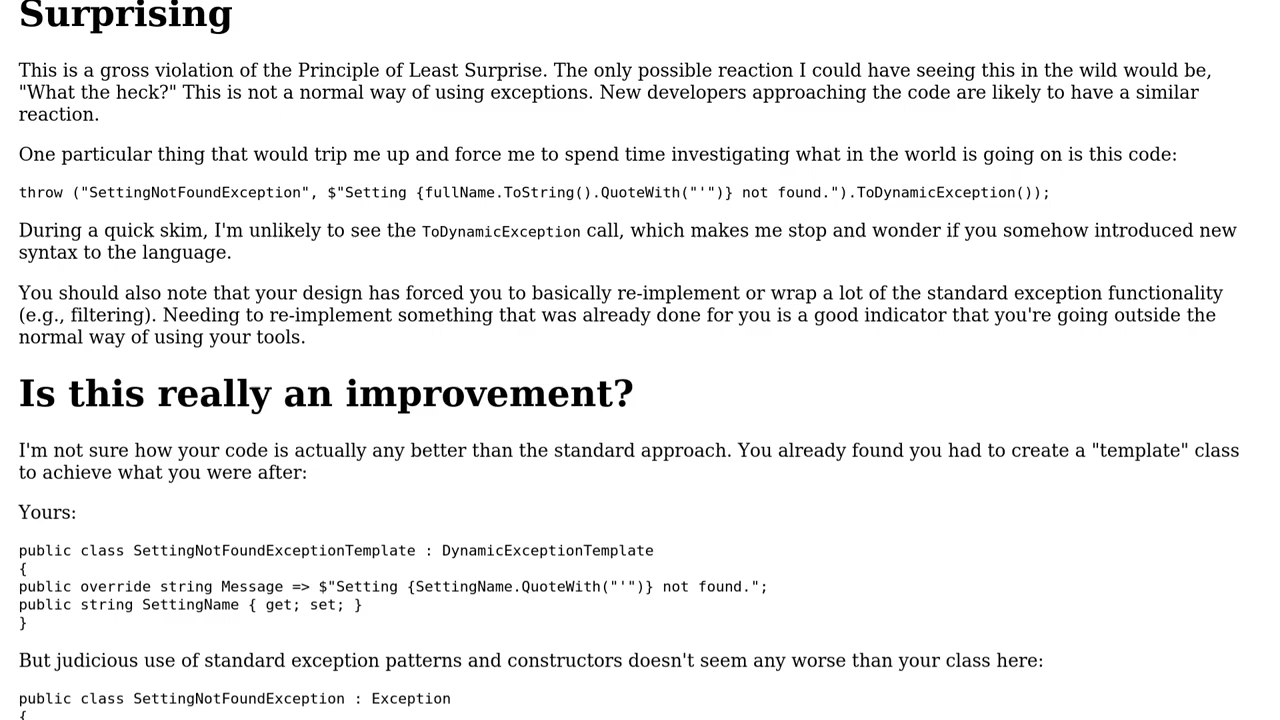 Surprising
This is a gross violation of the Principle of Least Surprise. The only possible reaction I could have seeing this in the wild would be,
"What the heck?" This is not a normal way of using exceptions. New developers approaching the code are likely to have a similar
reaction.
One particular thing that would trip me up and force me to spend time investigating what in the world is going on is this code:
throw ("SettingNotFoundException", $"Setting {fullName.ToString().QuoteWith("'")} not found.").ToDynamicException());
During a quick skim, I'm unlikely to see the ToDynamicException call, which makes me stop and wonder if you somehow introduced new
syntax to the language.
You should also note that your design has forced you to basically re-implement or wrap a lot of the standard exception functionality
(e.g., filtering). Needing to re-implement something that was already done for you is a good indicator that you're going outside the
normal way of using your tools.
Is this really an improvement?
I'm not sure how your code is actually any better than the standard approach. You already found you had to create a "template" class
to achieve what you were after:
Yours:
public class SettingNotFoundExceptionTemplate : DynamicExceptionTemplate
{
public override string Message => $"Setting {SettingName.QuoteWith("'")} not found.";
public string SettingName { get; set; }
}
But judicious use of standard exception patterns and constructors doesn't seem any worse than your class here:
public class SettingNotFoundException : Exception
{